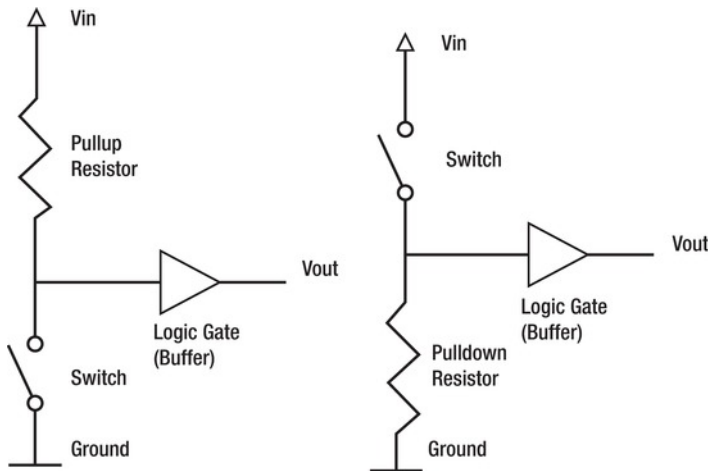 Vin
Pullup
Resistor
Vout
Logic Gate
(Buffer)
Switch
Ground
Vin
Switch
Vout
Logic Gate
(Buffer)
Pulldown
Resistor
Ground